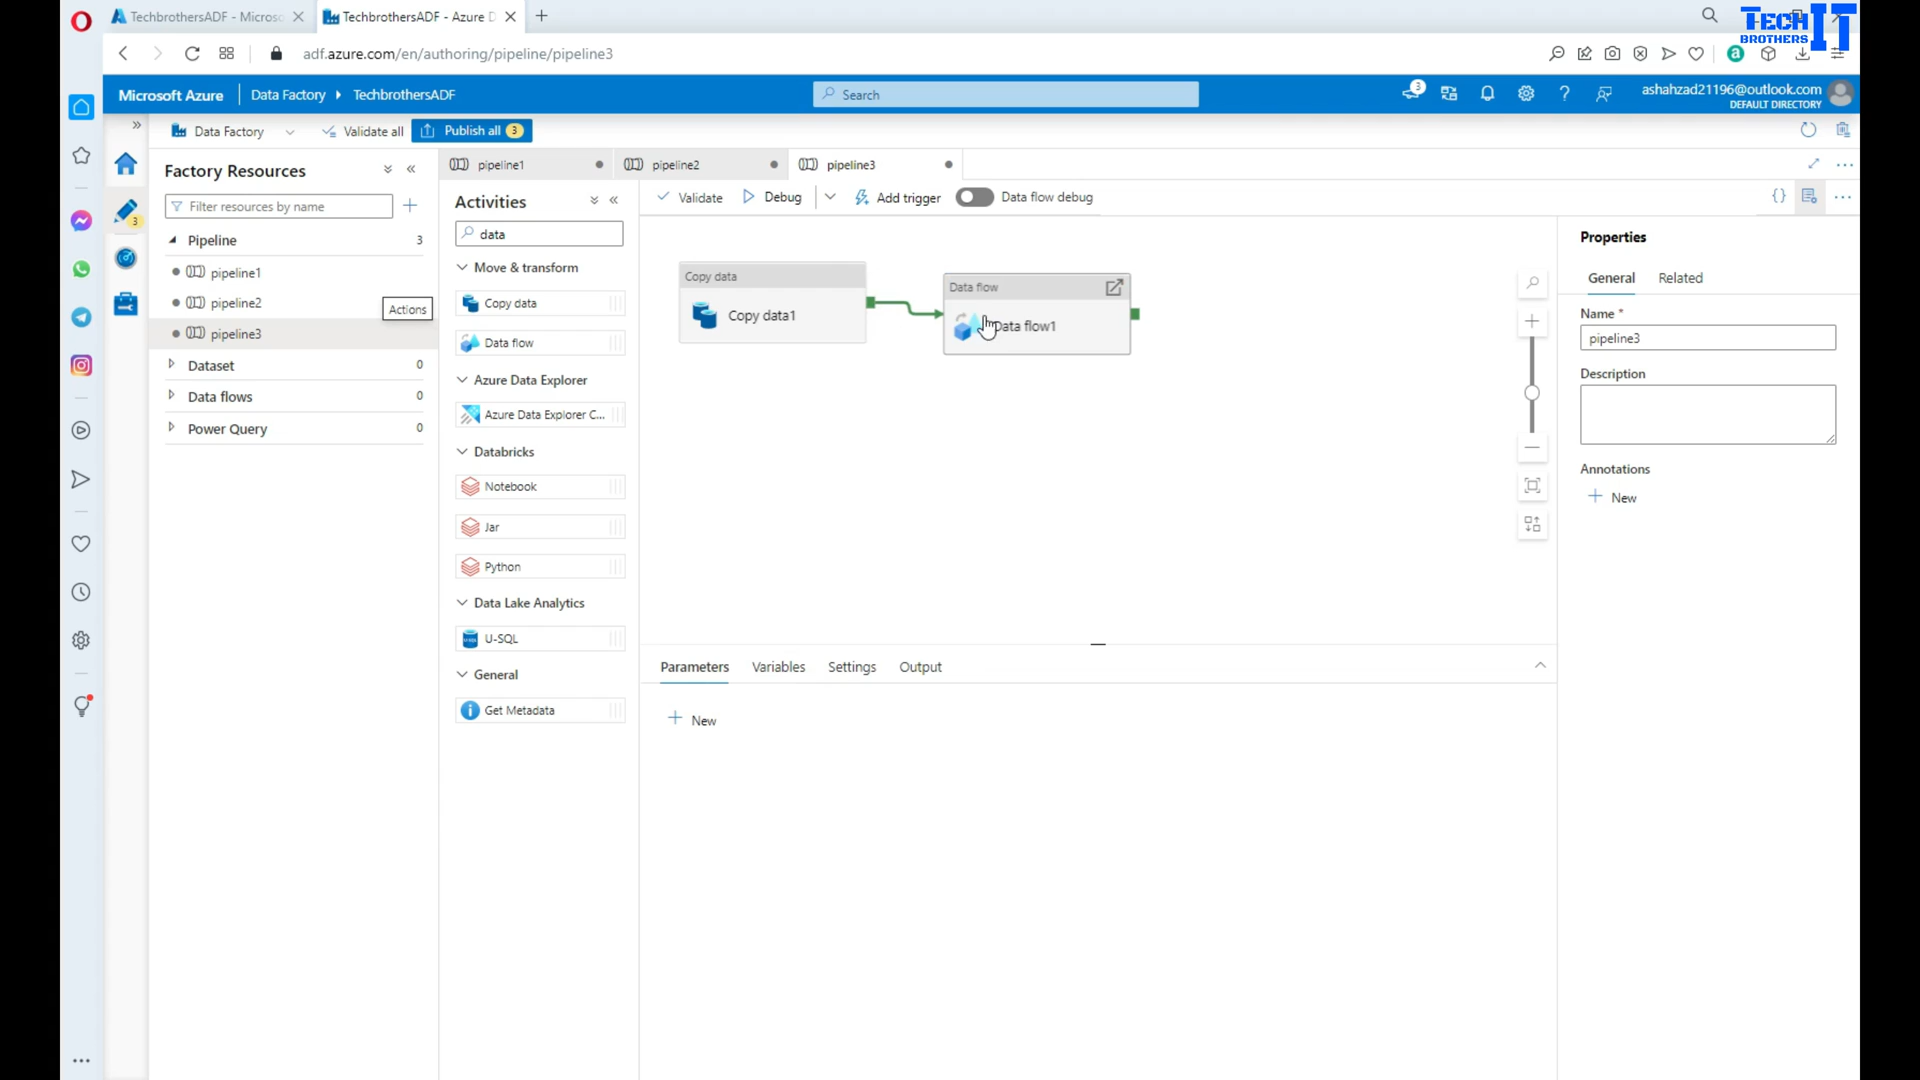 TechbrothersADF - Microso
TechbrothersADF - Azure D
TECH IT
BROTHERS
adf.azure.com/en/authoring/pipeline/pipeline3
a
Microsoft Azure
Data Factory
TechbrothersADF
Search
3
?
ashahzad21196@outlook.com
DEFAULT DIRECTORY
Data Factory
Validate all
Publish all 3
Factory Resources
Filter resources by name
3
Pipeline 3
pipeline1
pipeline2
pipeline3
Actions
Dataset 0
Data flows 0
Power Query 0
pipeline1
pipeline2
pipeline3
Activities
data
Move & transform
Copy data
Data flow
Azure Data Explorer
Azure Data Explorer C...
Databricks
Notebook
Jar
Python
Data Lake Analytics
U-SQL
General
Get Metadata
Validate
Debug
Add trigger
Data flow debug
{}
Copy data
Copy data1
Data flow
Data flow1
Parameters
Variables
Settings
Output
New
Properties
General
Related
Name *
pipeline3
Description
Annotations
New